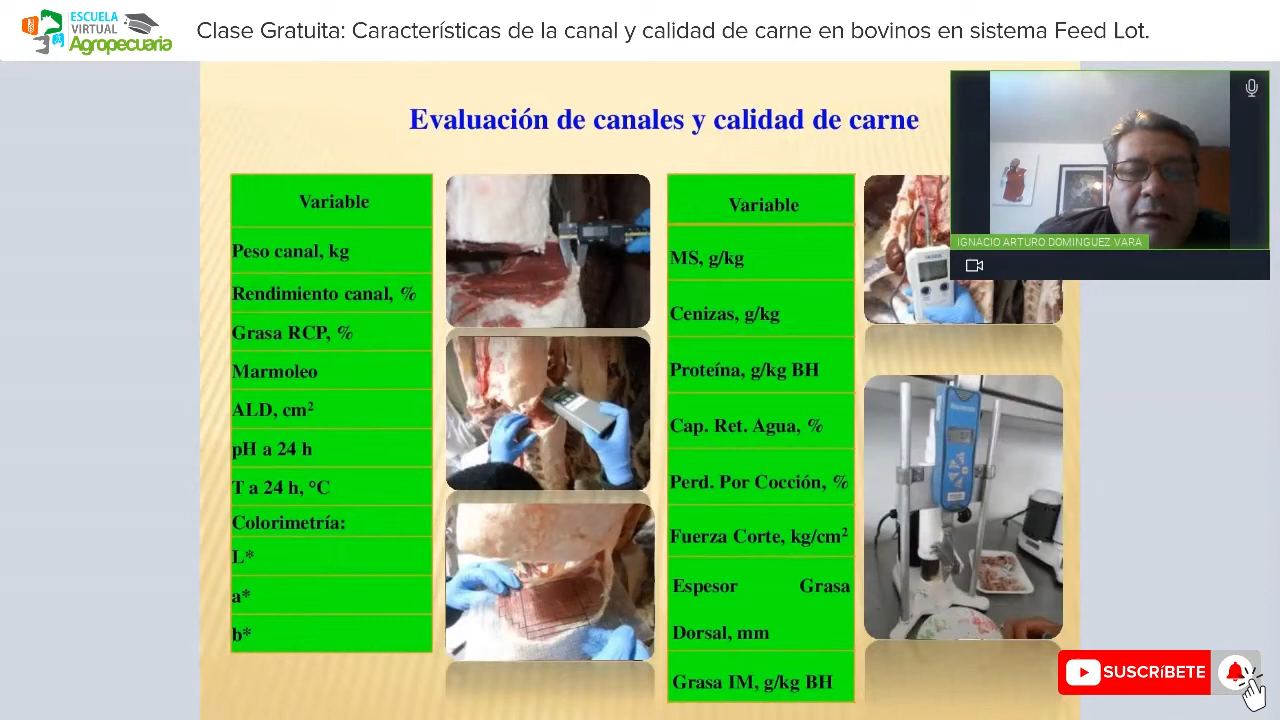 ESCUELA
VIRTUAL
Agropecuaria
Clase Gratuita: Características de la canal y calidad de carne en bovinos en sistema Feed Lot.
Evaluación de canales y calidad de carne
Variable
Peso canal, kg
Rendimiento canal, %
Grasa RCP, %
Marmoleo
ALD, cm²
pH a 24 h
T a 24 h, °C
Colorimetría:
L*
a*
b*
Variable
MS, g/kg
Cenizas, g/kg
Proteína, g/kg BH
Cap. Ret. Agua, %
Perd. Por Cocción, %
Fuerza Corte, kg/cm²
Espesor Grasa
Dorsal, mm
Grasa IM, g/kg BH
IGNACIO ARTURO DOMINGUEZ VARA
SUSCRíBETE